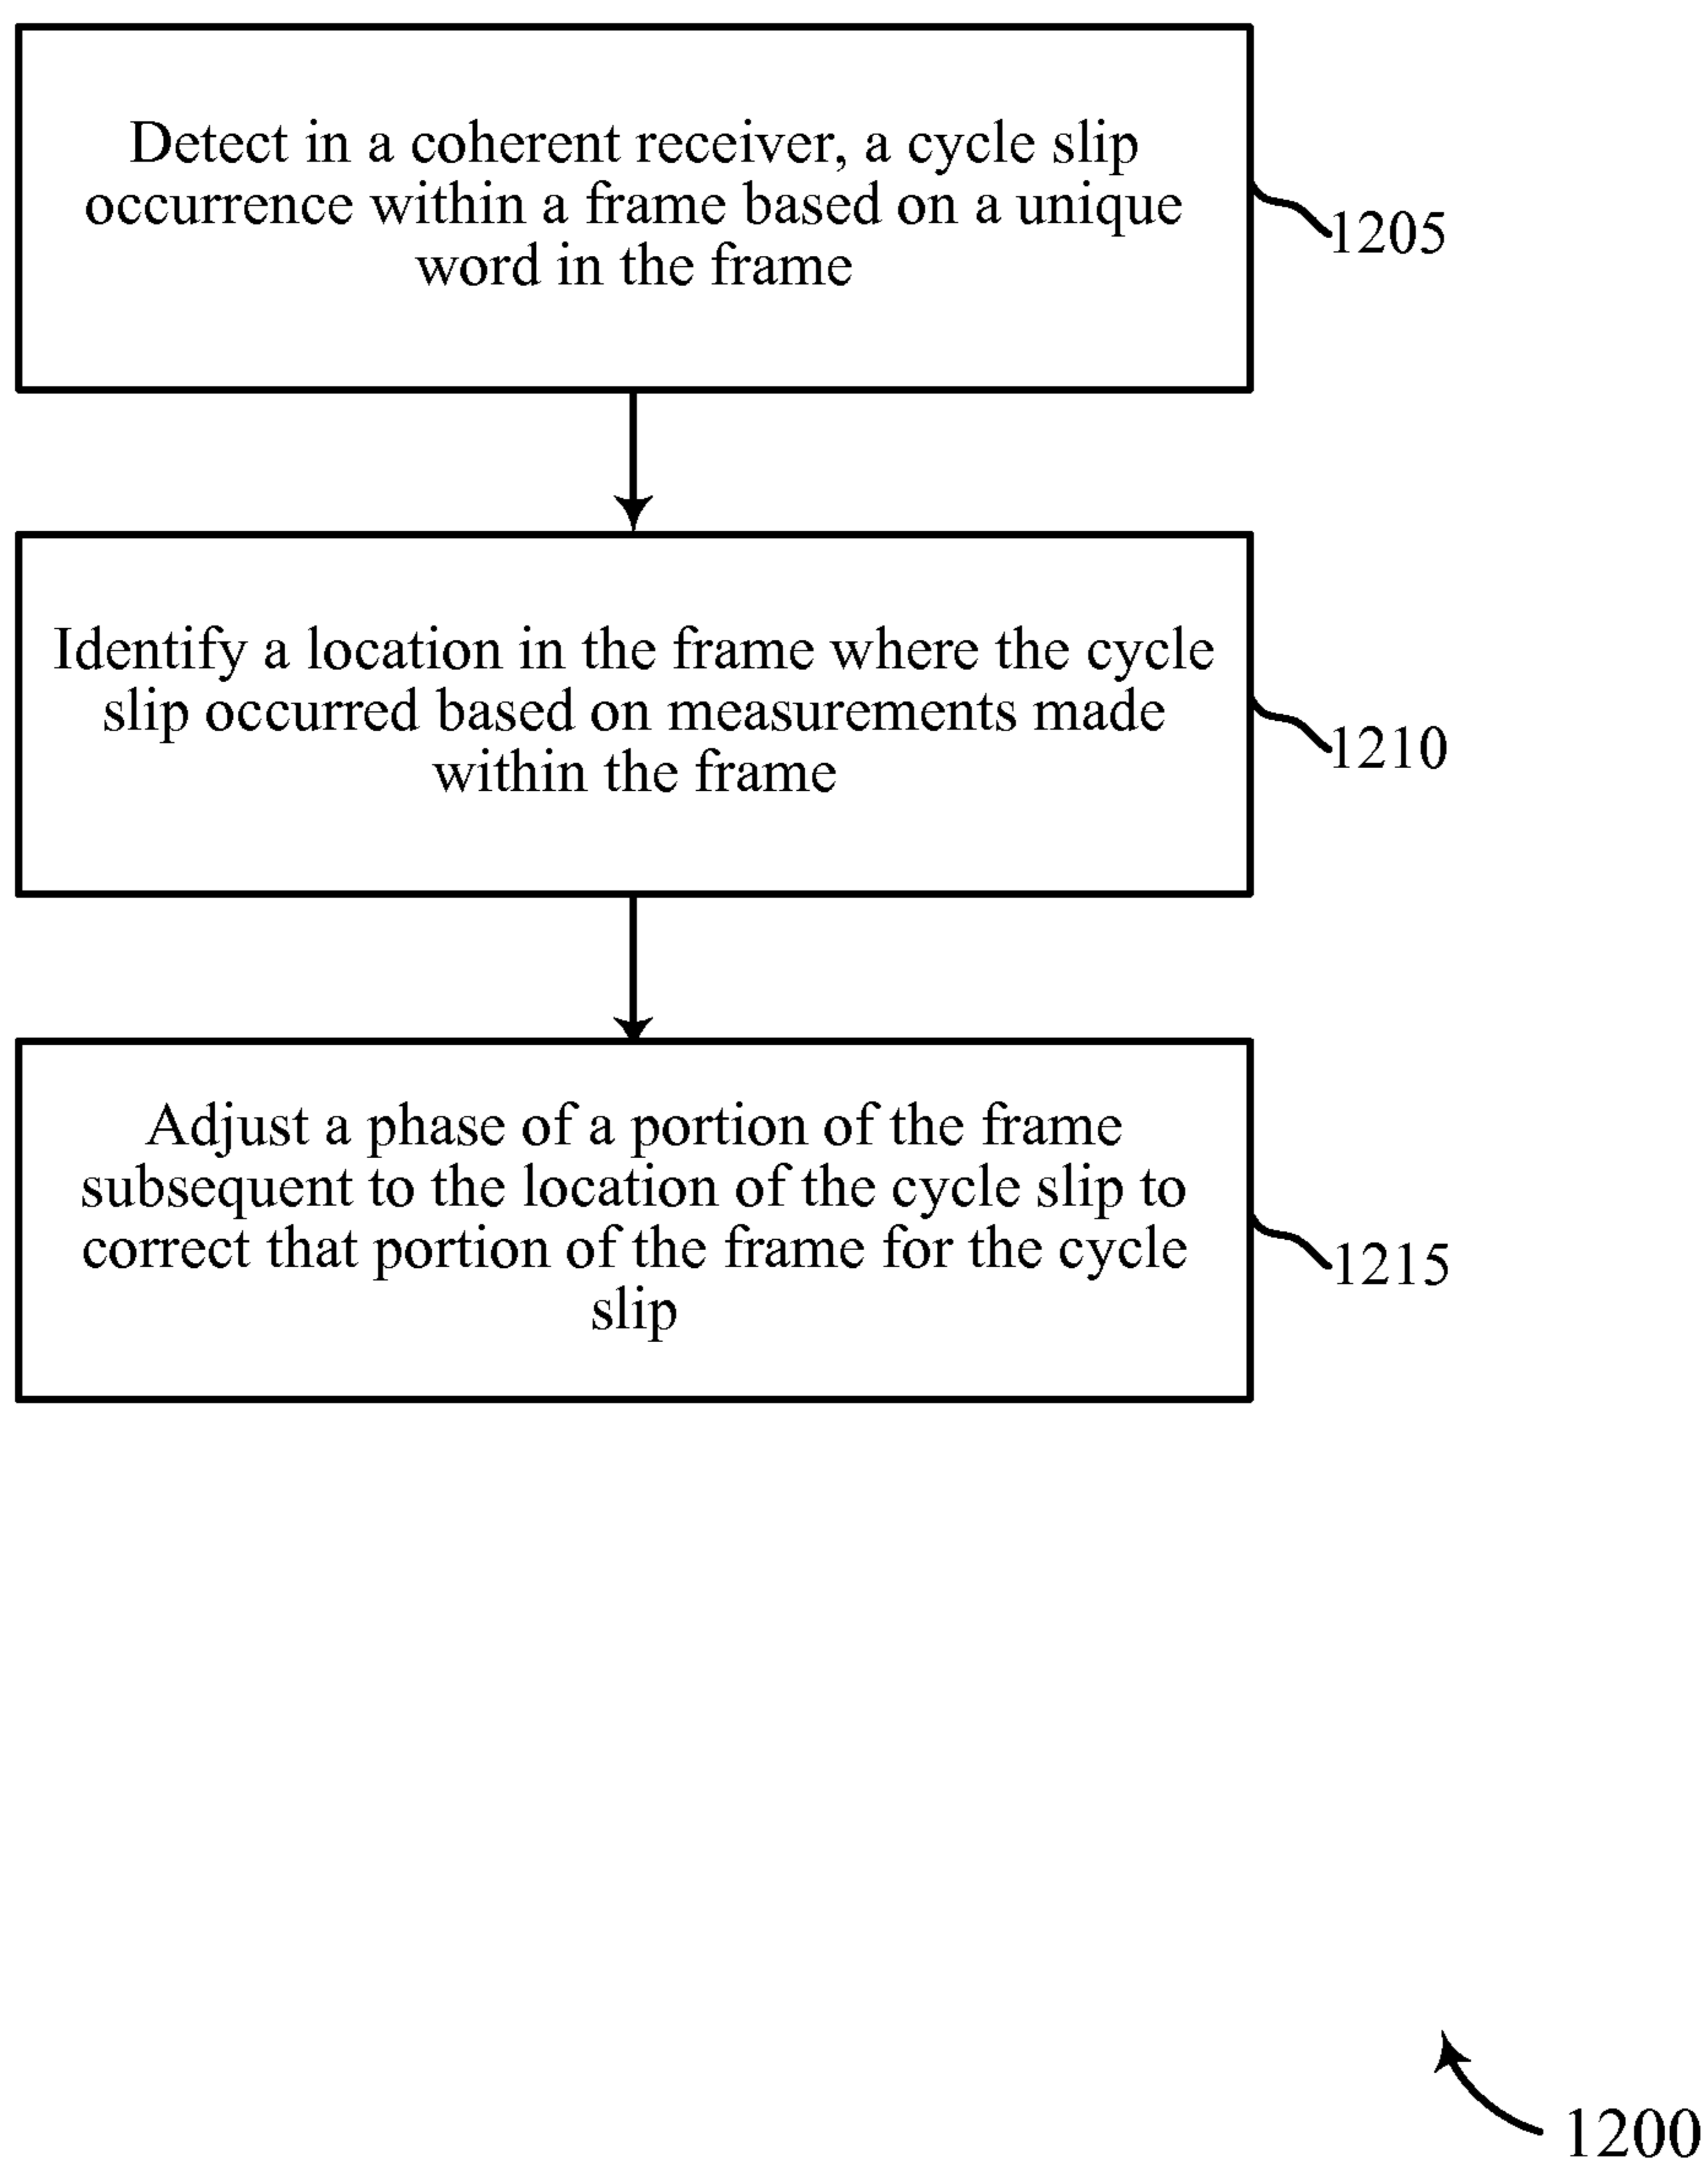 Detect in a coherent receiver, a cycle slip
occurrence within a frame based on a unique
word in the frame
1205
Identify a location in the frame where the cycle
slip occurred based on measurements made
within the frame
1210
Adjust a phase of a portion of the frame
subsequent to the location of the cycle slip to
correct that portion of the frame for the cycle
slip
1215
1200